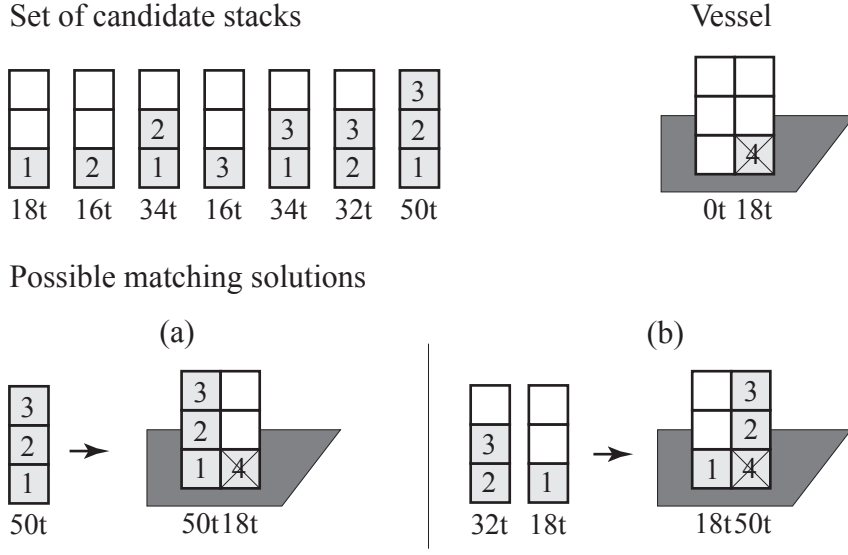 Set of candidate stacks
Vessel
3
2 3 3 2
1 2 1 3 1 2 1
4
18t 16t 34t 16t 34t 32t 50t
0t 18t
Possible matching solutions
(a)
(b)
3
2
1
50t
3
2
1 4
50t18t
3
2 1
32t 18t
3
2
1 4
18t50t